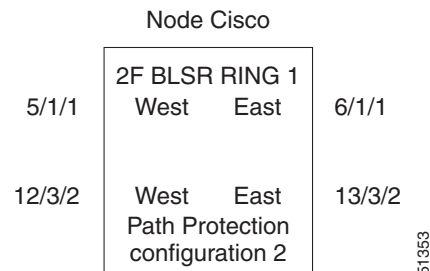 Node Cisco
2F BLSR RING 1
5/1/1 West East 6/1/1
12/3/2 West East 13/3/2
Path Protection
configuration 2